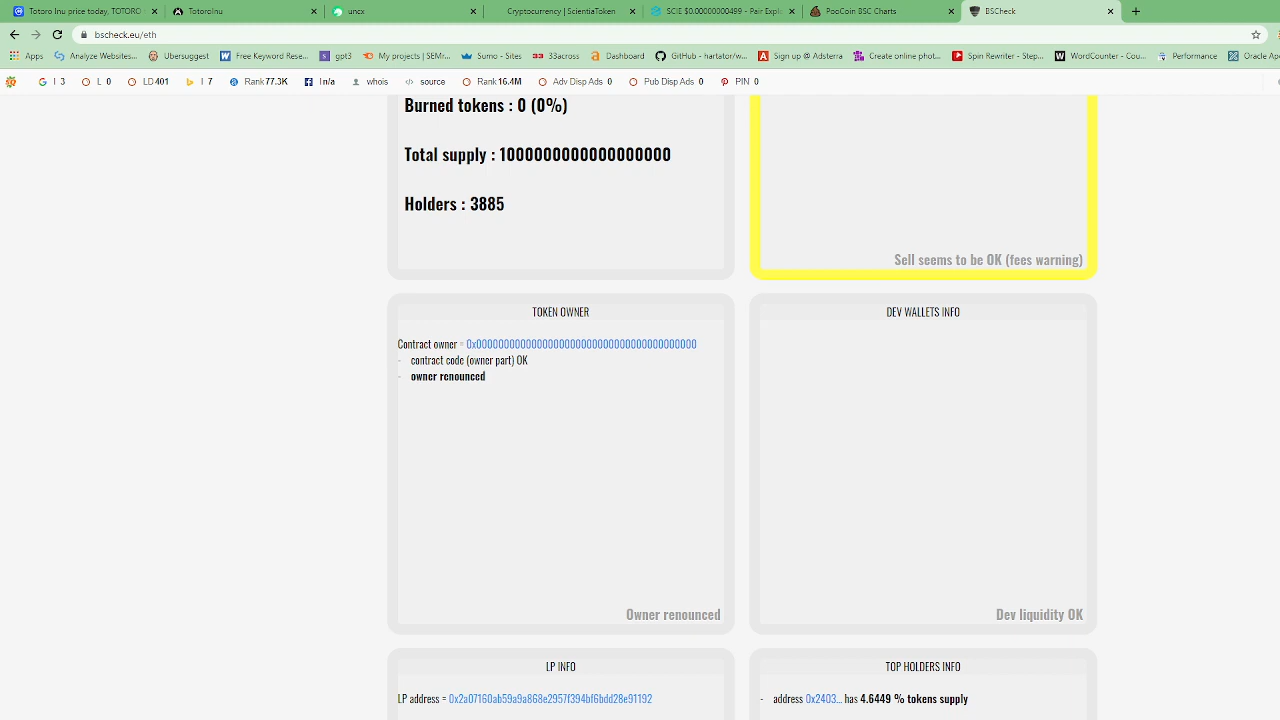 Totoro Inu price today, TOTORO
TotoroInu
uncx
Cryptocurrency | ScientiaToken
SCIE $0.00000000499 - Pair Explo
PooCoin BSC Charts
BSCheck
bscheck.eu/eth
Apps
Analyze Websites...
Ubersuggest
Free Keyword Rese...
gpt3
My projects | SEMr...
Sumo - Sites
33across
Dashboard
GitHub - hartator/w...
Sign up @ Adsterra
Create online phot...
Spin Rewriter - Step...
WordCounter - Cou...
Performance
Oracle Ap
I 3
L 0
LD 401
I 7
Rank 77.3K
l n/a
whois
source
Rank 16.4M
Adv Disp Ads 0
Pub Disp Ads 0
PIN 0
Burned tokens : 0 (0%)
Total supply : 1000000000000000000
Holders : 3885
Sell seems to be OK (fees warning)
TOKEN OWNER
Contract owner = 0x0000000000000000000000000000000000000000
- contract code (owner part) OK
- owner renounced
Owner renounced
DEV WALLETS INFO
Dev liquidity OK
LP INFO
LP address = 0x2a07160ab59a9a868e2957f394bf6bdd28e91192
TOP HOLDERS INFO
- address 0x2403... has 4.6449 % tokens supply